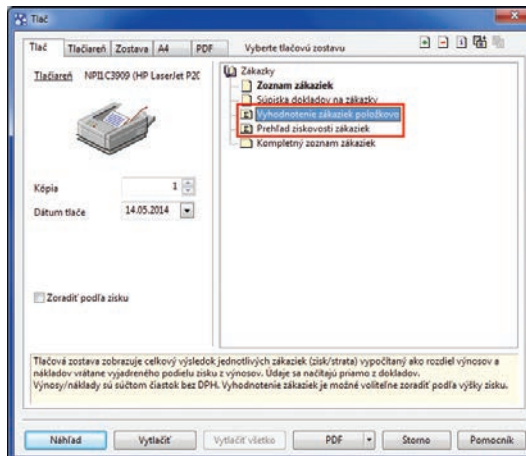 Tlač
Tlač Tlačiareň Zostava A4 PDF Vyberte tlačovú zostavu
Tlačiareň NPI1C3909 (HP LaserJet P20
Zákazky
Zoznam zákaziek
Súpiska dokladov na zákazky
Vyhodnotenie zákaziek položkovo
Prehľad ziskovosti zákaziek
Kompletný zoznam zákaziek
Kópia 1
Dátum tlače 14.05.2014
Zoradiť podľa zisku
Tlačová zostava zobrazuje celkový výsledok jednotlivých zákaziek (zisk/strata) vypočítaný ako rozdiel výnosov a
nákladov vrátane vyjadreného podielu zisku z výnosov. Údaje sa načítajú priamo z dokladov.
Výnosy/náklady sú súčtom čiastok bez DPH. Vyhodnotenie zákaziek je možné voliteľne zoradiť podľa výšky zisku.
Náhľad Vytlačiť Vytlačiť všetko PDF Storno Pomocník